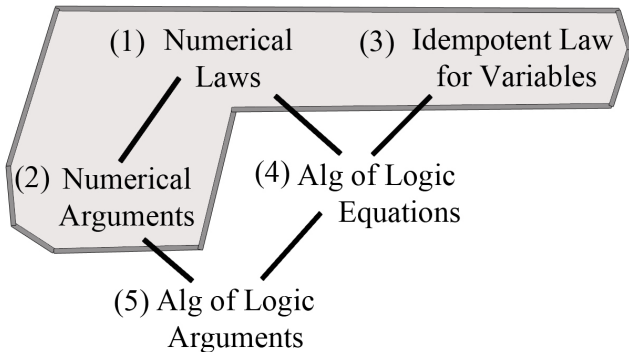 (1) Numerical
Laws
(3) Idempotent Law
for Variables
(2) Numerical
Arguments
(4) Alg of Logic
Equations
(5) Alg of Logic
Arguments